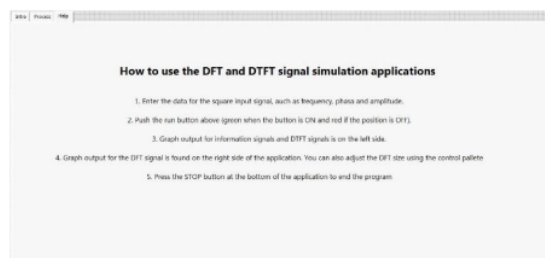 Intro Process Help
How to use the DFT and DTFT signal simulation applications
1. Enter the data for the square input signal, auch as frequency, phasa and amplitude.
2. Push the run button above (green when the button is ON and red if the position is OFF).
3. Graph output for information signals and DTFT signals is on the left side.
4. Graph output for the DFT signal is found on the right side of the application. You can also adjust the DFT size using the control pallete
5. Press the STOP button at the bottom of the application to end the program